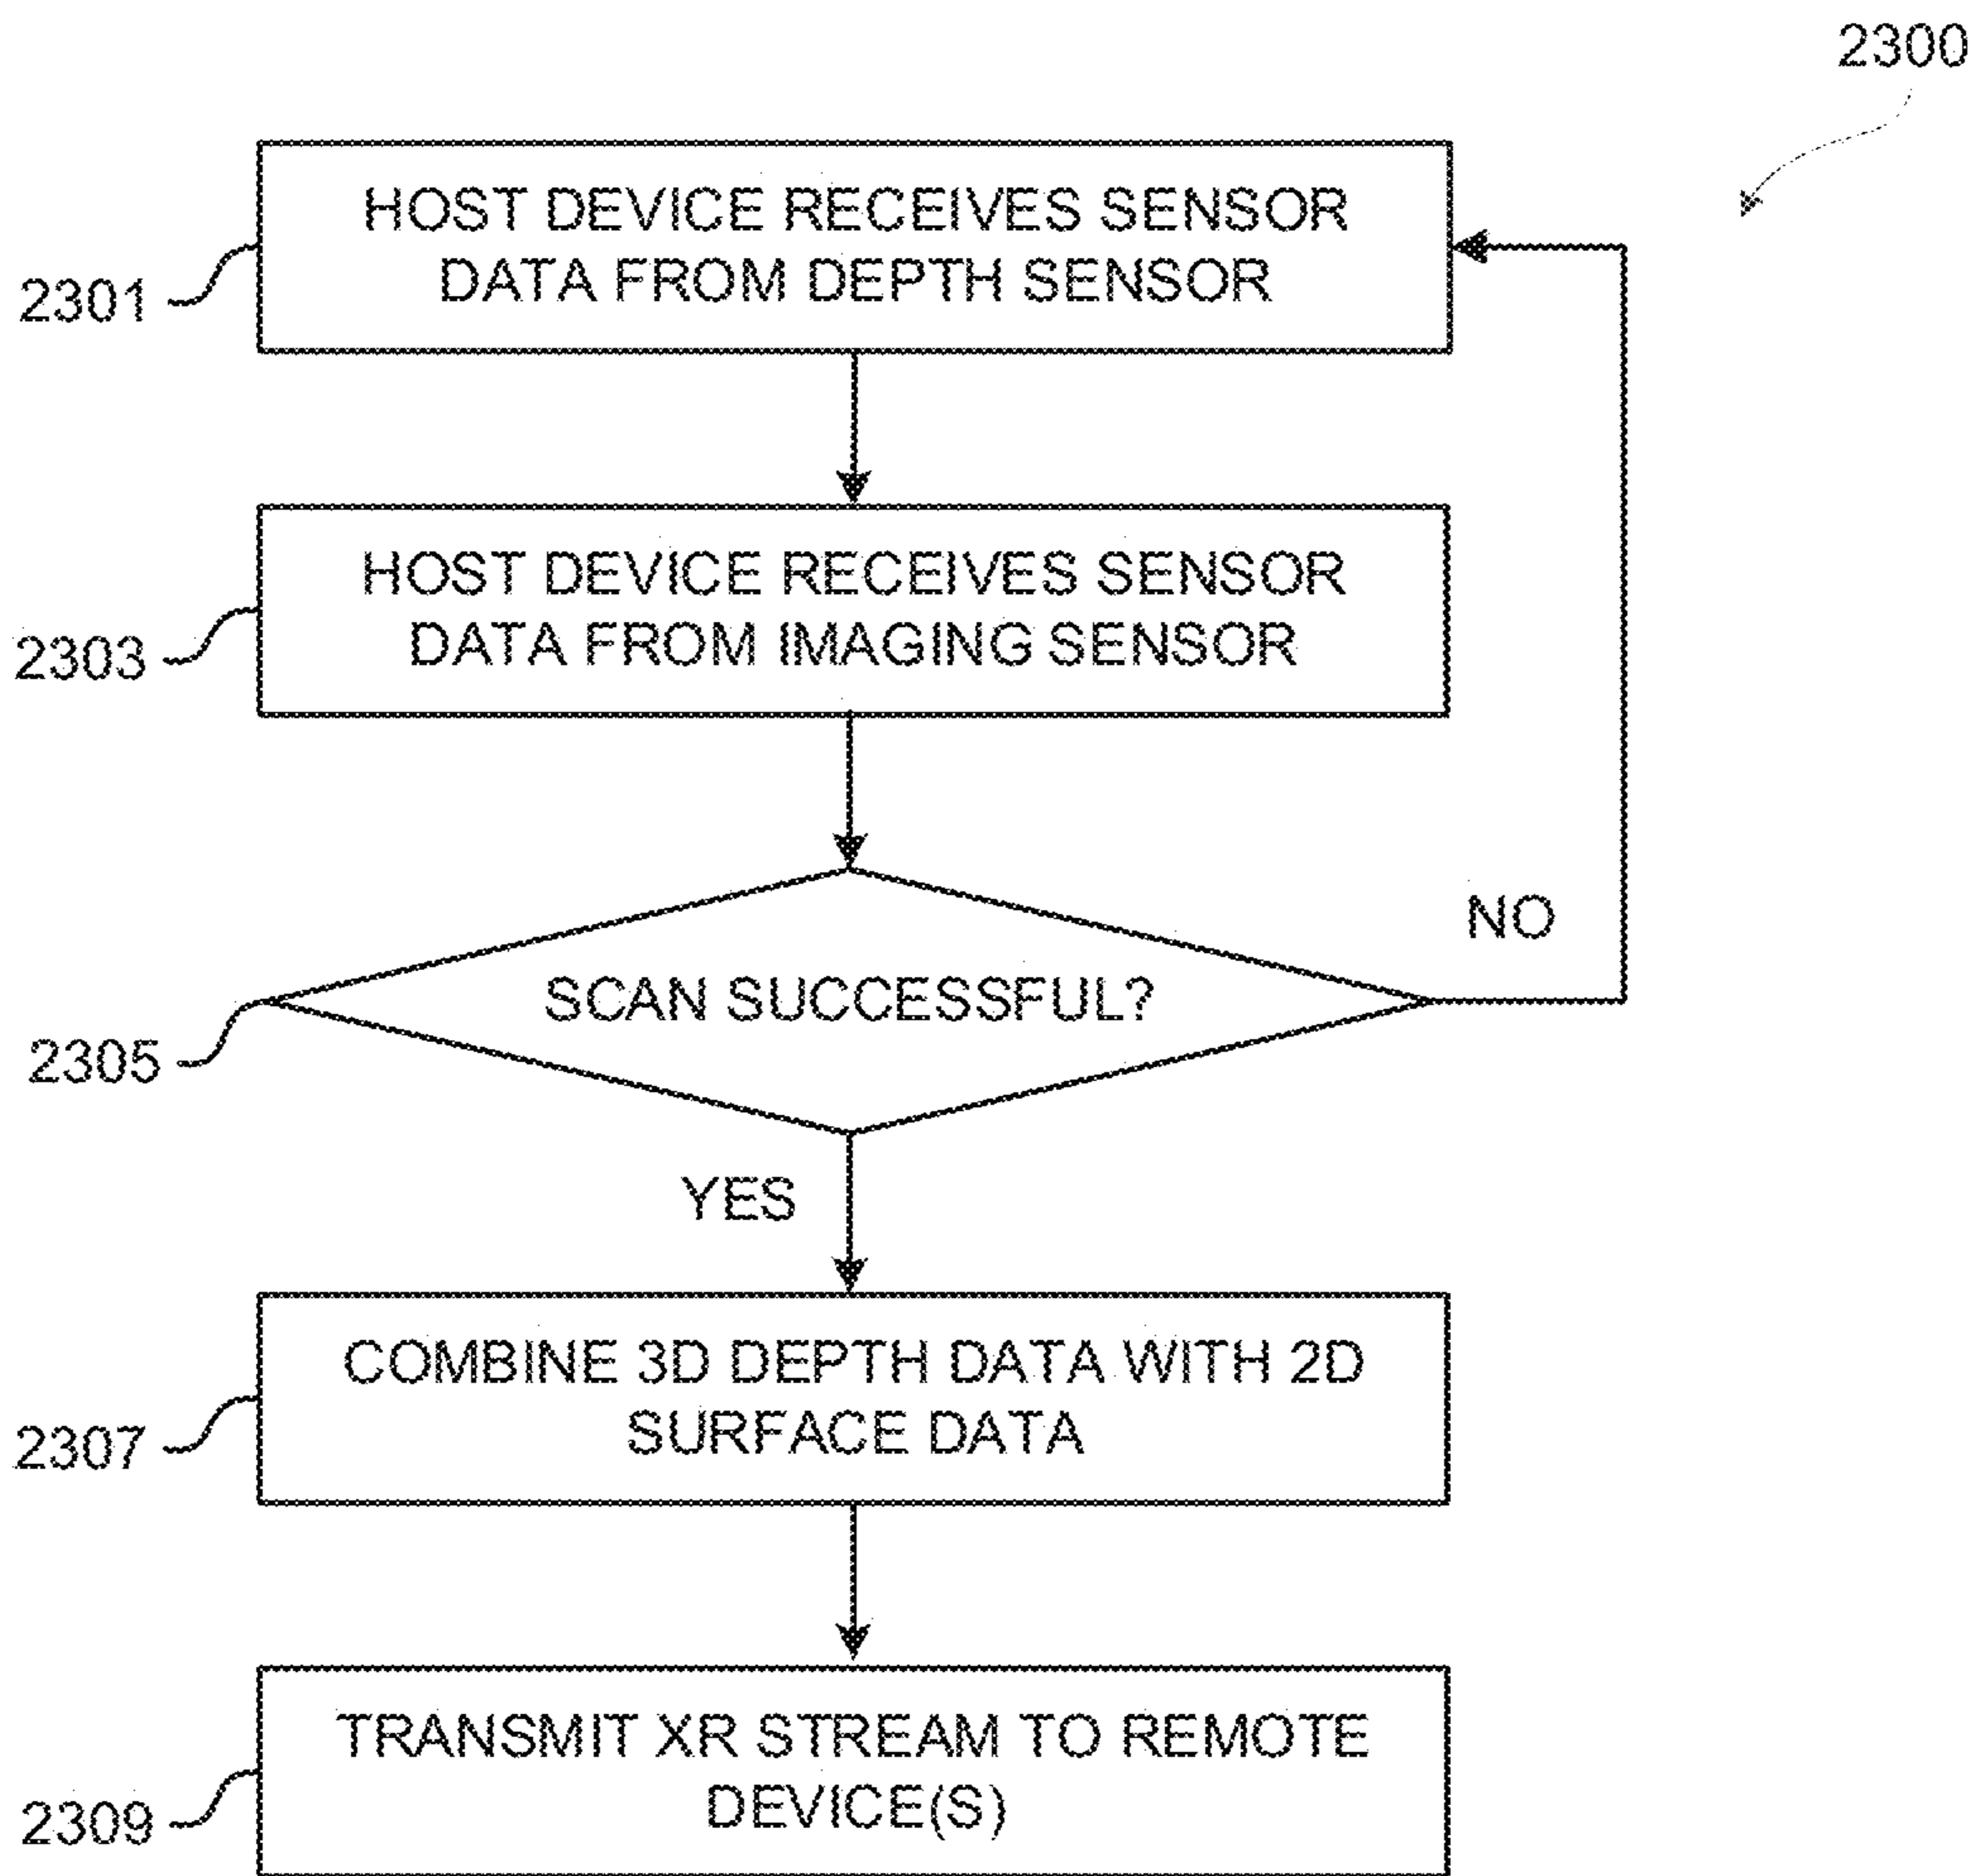 2300
HOST DEVICE RECEIVES SENSOR
DATA FROM DEPTH SENSOR
2301
HOST DEVICE RECEIVES SENSOR
DATA FROM IMAGING SENSOR
2303
NO
SCAN SUCCESSFUL?
2305
YES
COMBINE 3D DEPTH DATA WITH 2D
SURFACE DATA
2307
TRANSMIT XR STREAM TO REMOTE
DEVICE(S)
2309